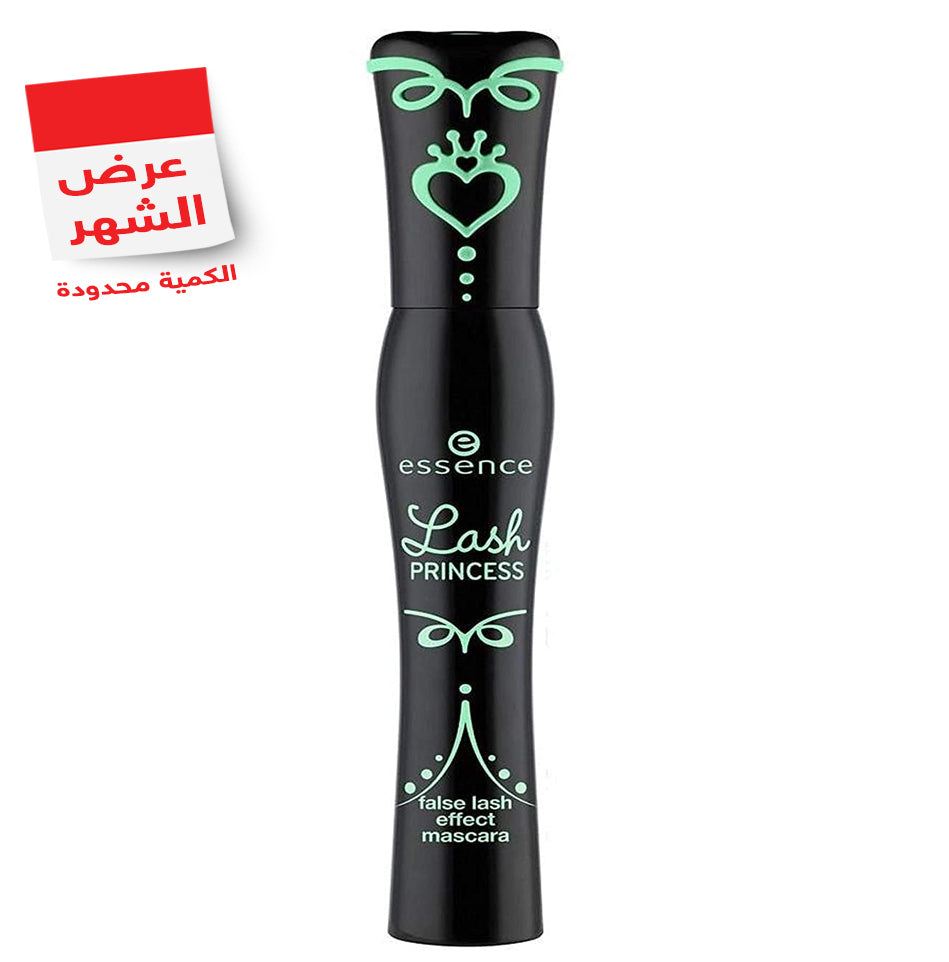 عرض
الشهر
الكمية محدودة
e
essence
Lash
PRINCESS
false lash
effect
mascara